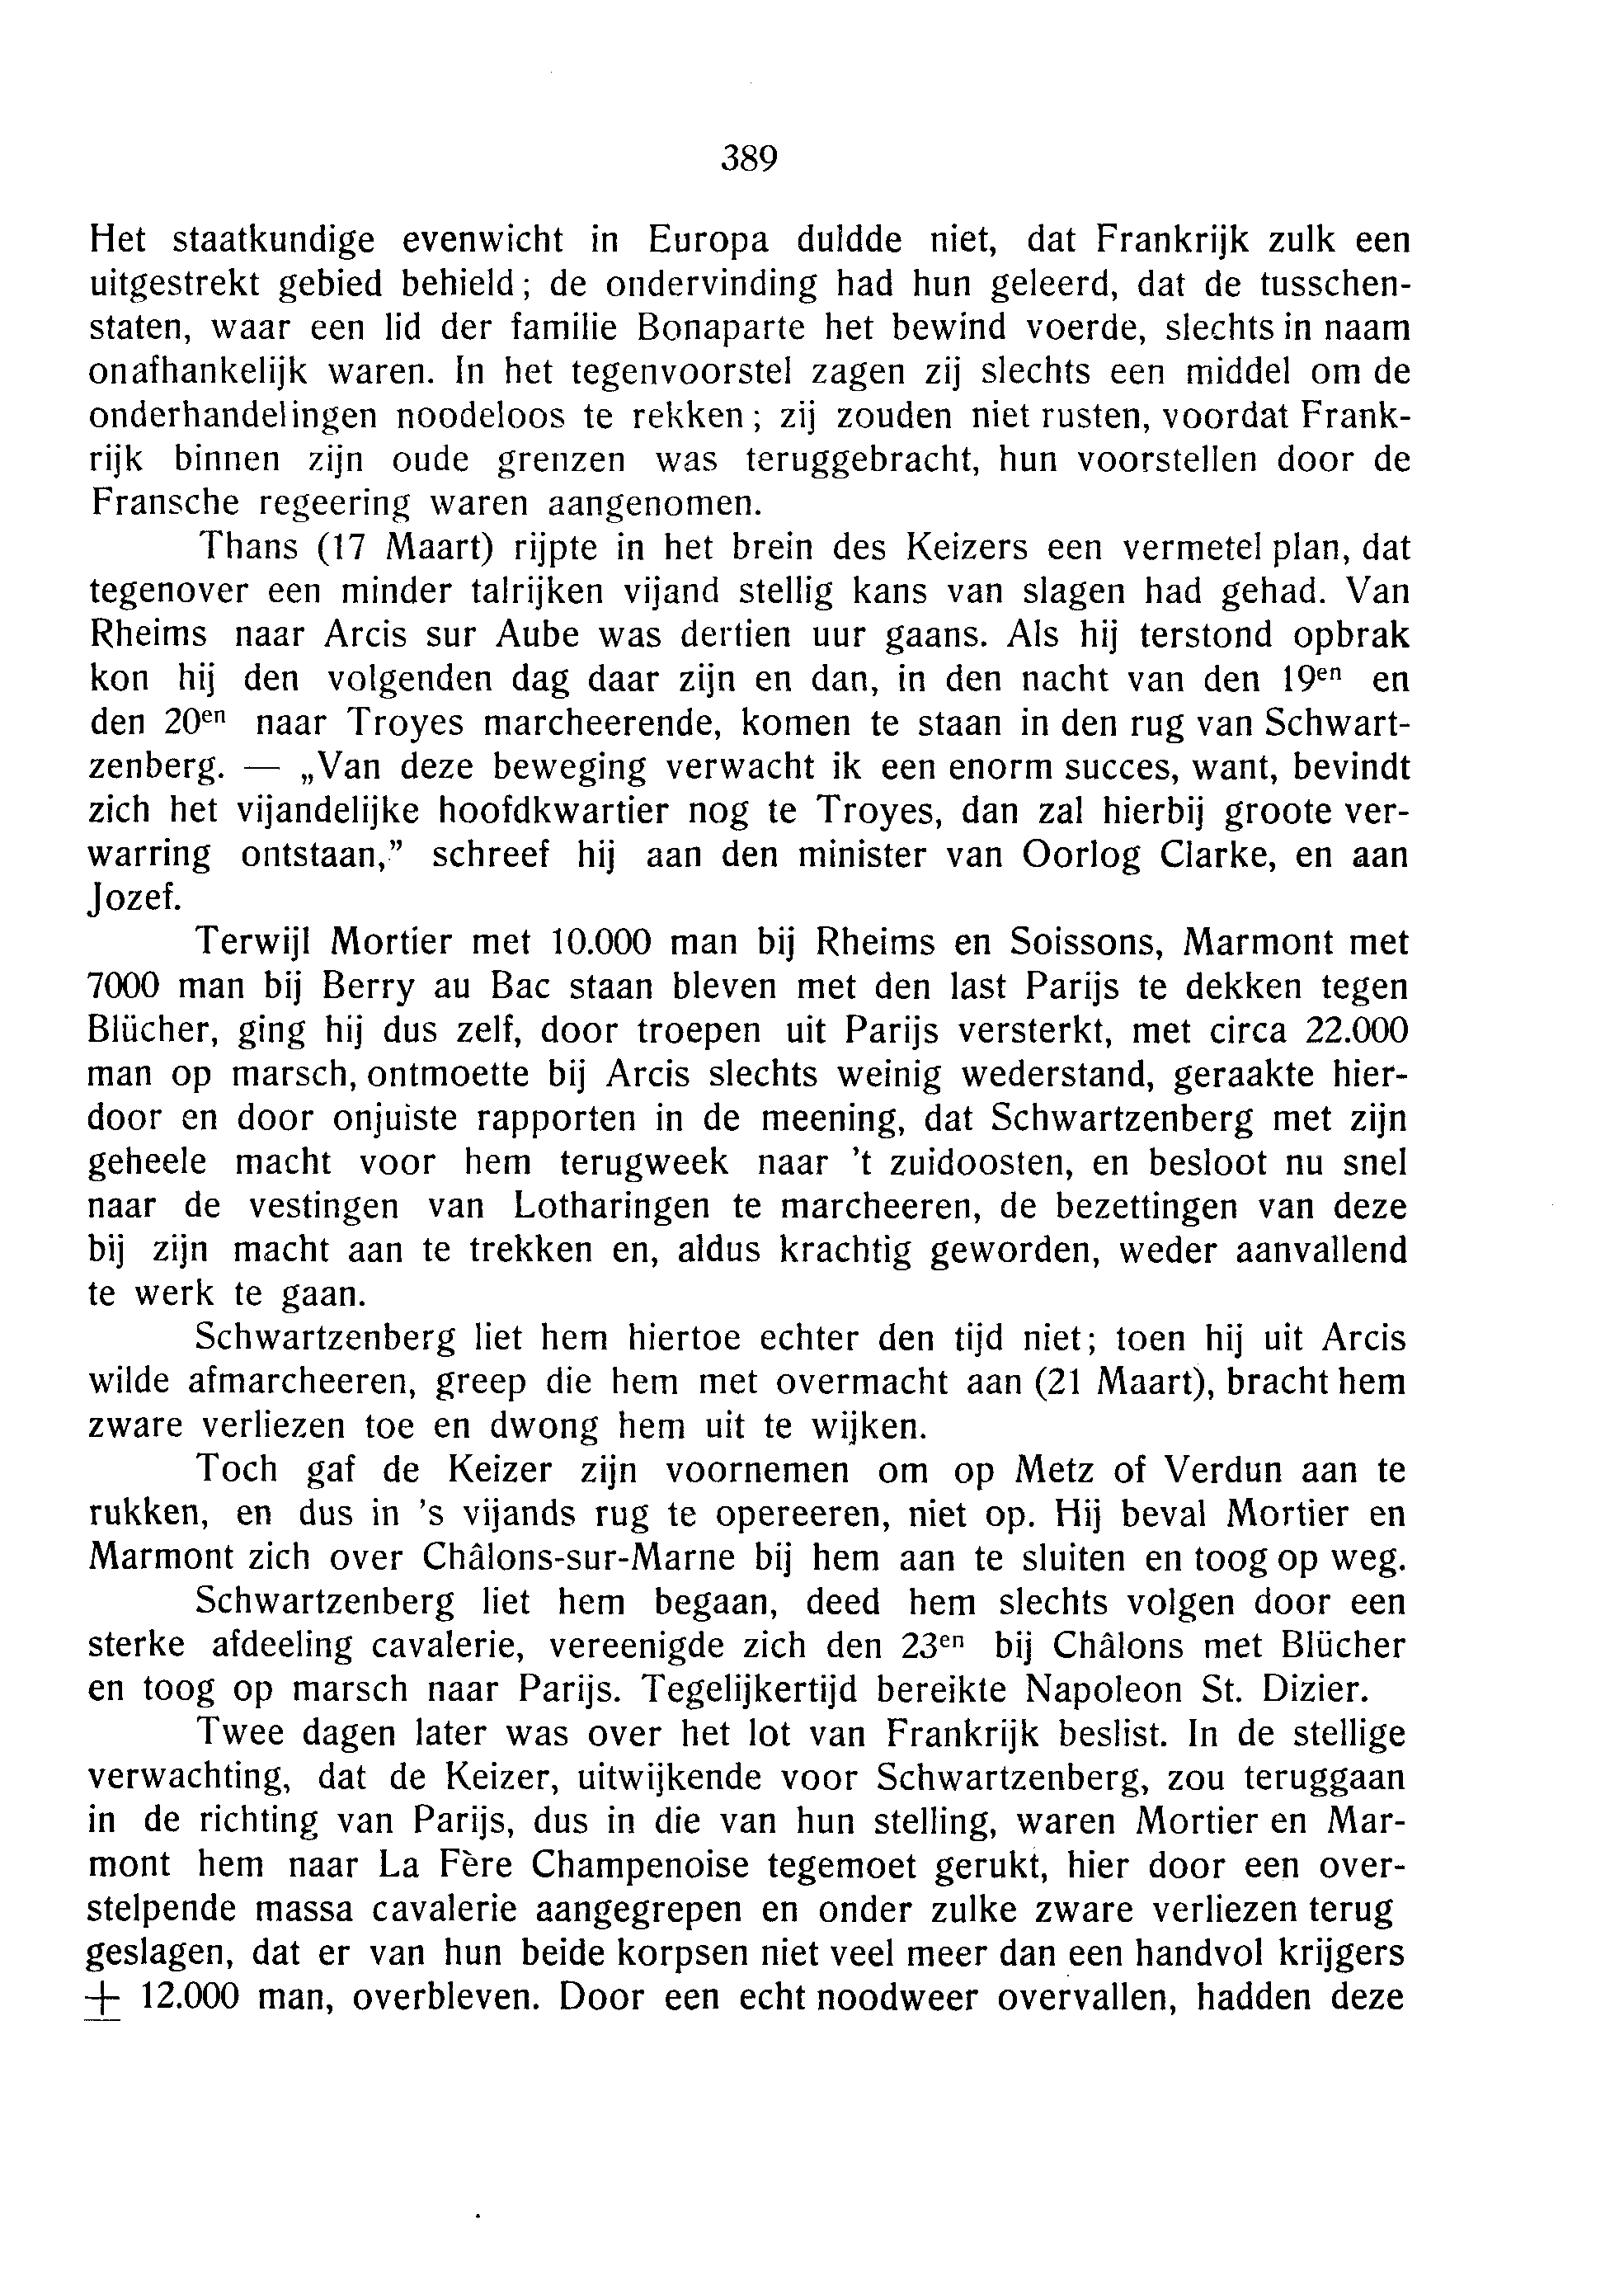 389
Het staatkundige evenwicht in Europa duldde niet, dat Frankrijk zulk een
uitgestrekt gebied behield; de ondervinding had hun geleerd, dat de tusschen-
staten, waar een lid der familie Bonaparte het bewind voerde, slechts in naam
onafhankelijk waren. In het tegenvoorstel zagen zij slechts een middel om de
onderhandelingen noodeloos te rekken; zij zouden niet rusten, voordat Frank-
rijk binnen zijn oude grenzen was teruggebracht, hun voorstellen door de
Fransche regeering waren aangenomen.
Thans (17 Maart) rijpte in het brein des Keizers een vermetel plan, dat
tegenover een minder talrijken vijand stellig kans van slagen had gehad. Van
Rheims naar Arcis sur Aube was dertien uur gaans. Als hij terstond opbrak
kon hij den volgenden dag daar zijn en dan, in den nacht van den 19en en
den 20en naar Troyes marcheerende, komen te staan in den rug van Schwart-
zenberg. — „Van deze beweging verwacht ik een enorm succes, want, bevindt
zich het vijandelijke hoofdkwartier nog te Troyes, dan zal hierbij groote ver-
warring ontstaan,” schreef hij aan den minister van Oorlog Clarke, en aan
Jozef.
Terwijl Mortier met 10.000 man bij Rheims en Soissons, Marmont met
7000 man bij Berry au Bac staan bleven met den last Parijs te dekken tegen
Blücher, ging hij dus zelf, door troepen uit Parijs versterkt, met circa 22.000
man op marsch, ontmoette bij Arcis slechts weinig wederstand, geraakte hier-
door en door onjuiste rapporten in de meening, dat Schwartzenberg met zijn
geheele macht voor hem terugweek naar 't zuidoosten, en besloot nu snel
naar de vestingen van Lotharingen te marcheeren, de bezettingen van deze
bij zijn macht aan te trekken en, aldus krachtig geworden, weder aanvallend
te werk te gaan.
Schwartzenberg liet hem hiertoe echter den tijd niet; toen hij uit Arcis
wilde afmarcheeren, greep die hem met overmacht aan (21 Maart), bracht hem
zware verliezen toe en dwong hem uit te wijken.
Toch gaf de Keizer zijn voornemen om op Metz of Verdun aan te
rukken, en dus in 's vijands rug te opereeren, niet op. Hij beval Mortier en
Marmont zich over Châlons-sur-Marne bij hem aan te sluiten en toog op weg.
Schwartzenberg liet hem begaan, deed hem slechts volgen door een
sterke afdeeling cavalerie, vereenigde zich den 23en bij Châlons met Blücher
en toog op marsch naar Parijs. Tegelijkertijd bereikte Napoleon St. Dizier.
Twee dagen later was over het lot van Frankrijk beslist. In de stellige
verwachting, dat de Keizer, uitwijkende voor Schwartzenberg, zou teruggaan
in de richting van Parijs, dus in die van hun stelling, waren Mortier en Mar-
mont hem naar La Fère Champenoise tegemoet gerukt, hier door een over-
stelpende massa cavalerie aangegrepen en onder zulke zware verliezen terug
geslagen, dat er van hun beide korpsen niet veel meer dan een handvol krijgers
± 12.000 man, overbleven. Door een echt noodweer overvallen, hadden deze